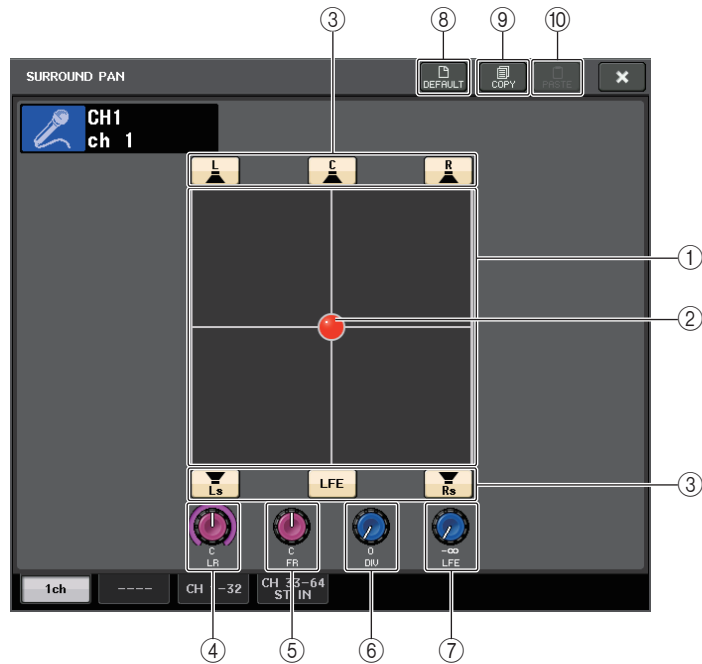 ③ ⑧ ⑨ ⑩
SURROUND PAN
DEFAULT COPY PASTE
CH1
ch 1
L C R
①
②
Ls LFE Rs
③
C C 0 -∞
LR FR DIV LFE
1ch ---- CH -32 CH 33-64
ST IN
④ ⑤ ⑥ ⑦